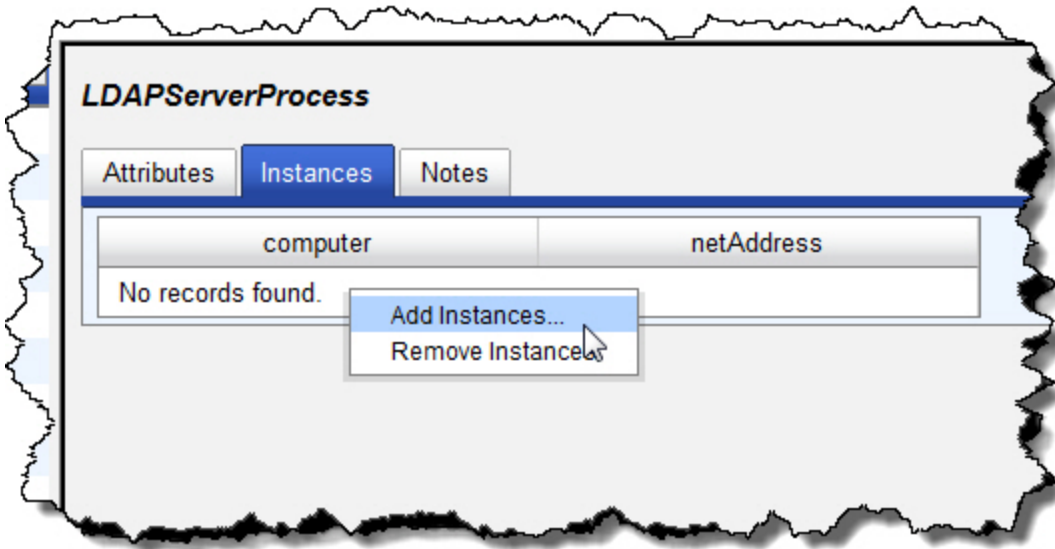 LDAPServerProcess
Attributes Instances Notes
computer netAddress
No records found.
Add Instances...
Remove Instance